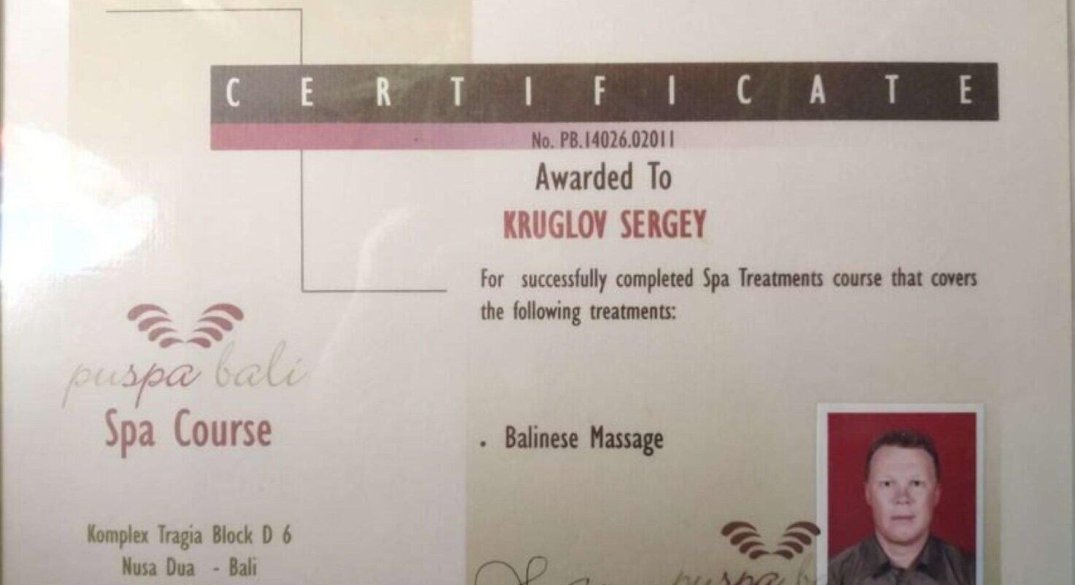 CERTIFICATE
No. PB.14026.02011
Awarded To
KRUGLOV SERGEY
For successfully completed Spa Treatments course that covers
the following treatments:
puspa bali
Spa Course
. Balinese Massage
Komplex Tragia Block D 6
Nusa Dua - Bali
puspa